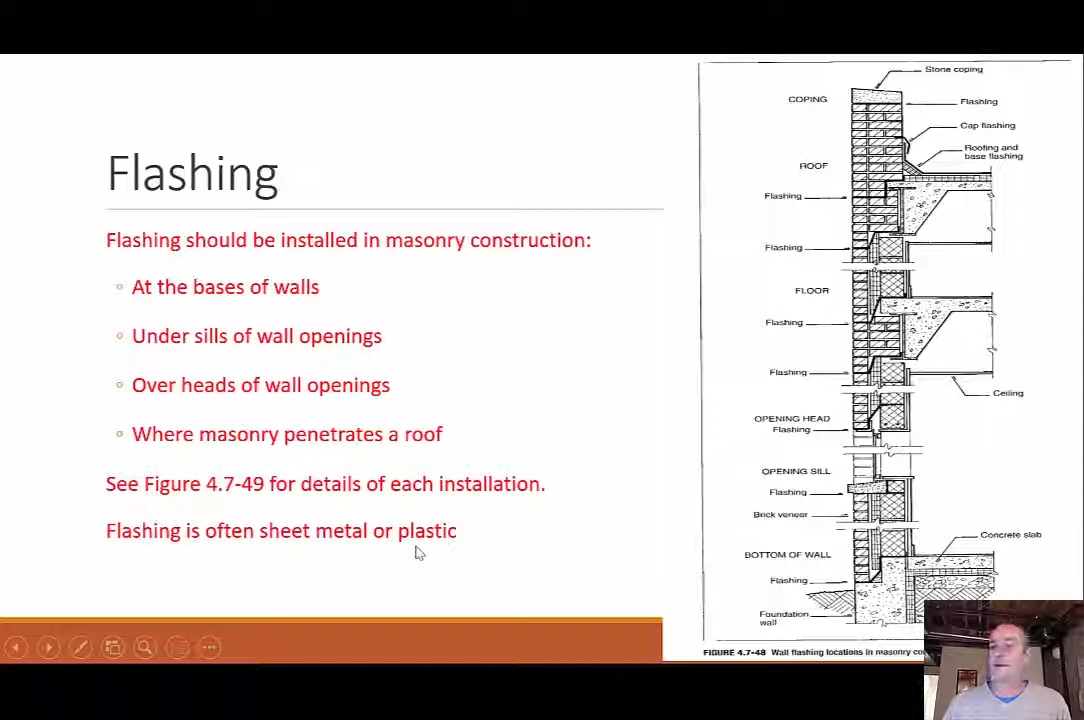 Flashing
Flashing should be installed in masonry construction:
At the bases of walls
Under sills of wall openings
Over heads of wall openings
Where masonry penetrates a roof
See Figure 4.7-49 for details of each installation.
Flashing is often sheet metal or plastic
Stone coping
COPING
Flashing
Cap flashing
Roofing and
base flashing
ROOF
Flashing
Flashing
FLOOR
Flashing
Flashing
Ceiling
OPENING HEAD
Flashing
OPENING SILL
Flashing
Brick veneer
Concrete slab
BOTTOM OF WALL
Flashing
Foundation
wall
FIGURE 4.7-48 Wall flashing locations in masonry